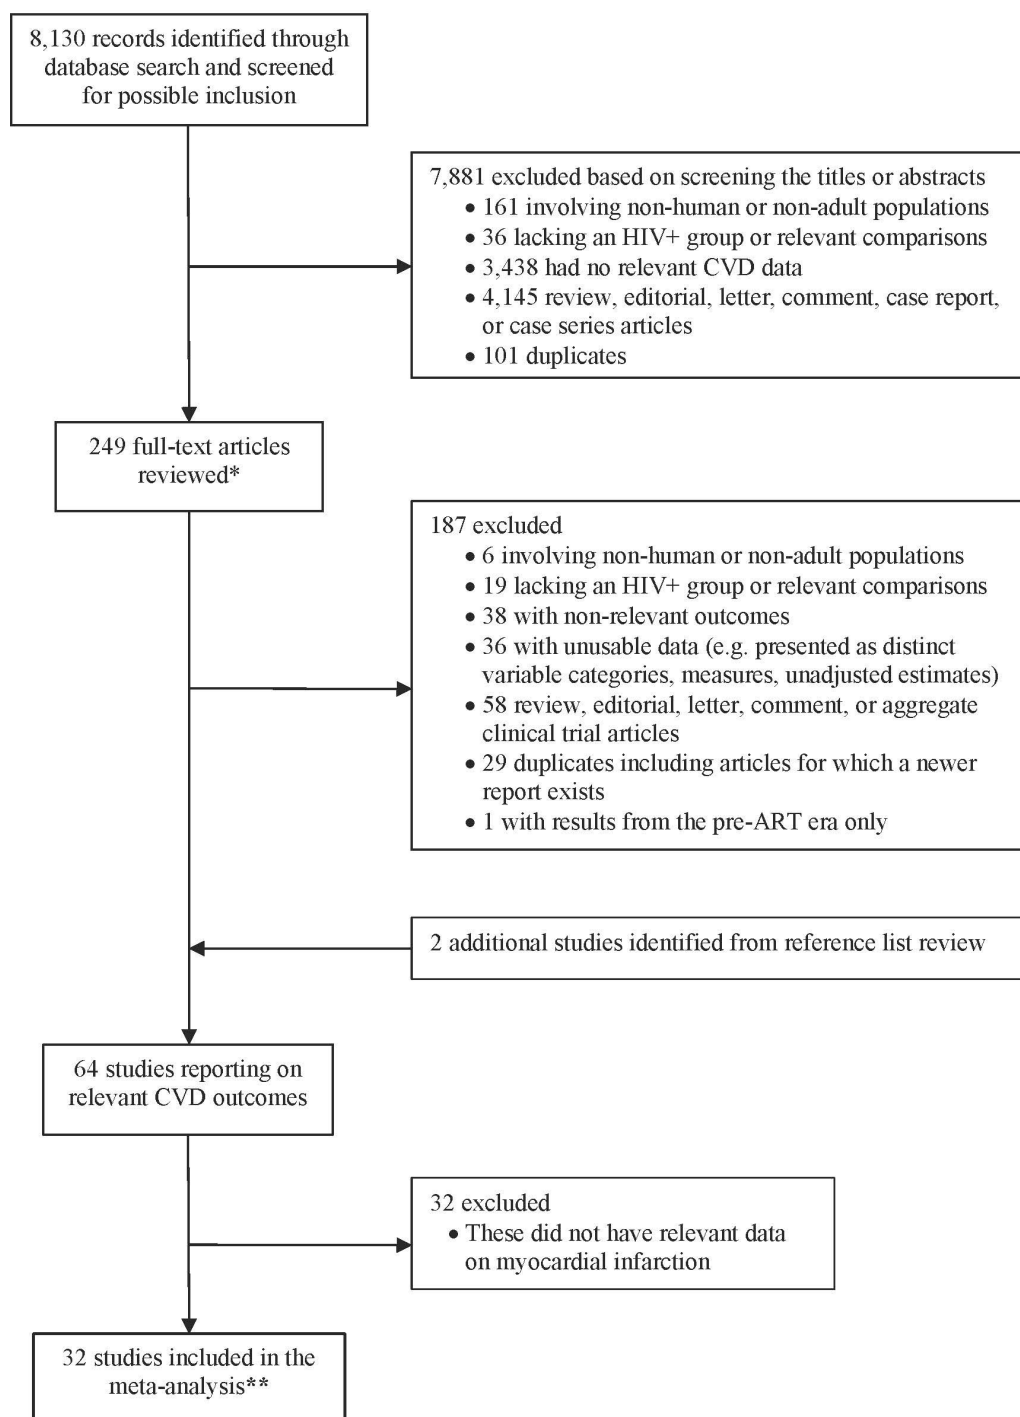 8,130 records identified through
database search and screened
for possible inclusion
7,881 excluded based on screening the titles or abstracts
• 161 involving non-human or non-adult populations
• 36 lacking an HIV+ group or relevant comparisons
• 3,438 had no relevant CVD data
• 4,145 review, editorial, letter, comment, case report,
or case series articles
• 101 duplicates
249 full-text articles
reviewed*
187 excluded
• 6 involving non-human or non-adult populations
• 19 lacking an HIV+ group or relevant comparisons
• 38 with non-relevant outcomes
• 36 with unusable data (e.g. presented as distinct
variable categories, measures, unadjusted estimates)
• 58 review, editorial, letter, comment, or aggregate
clinical trial articles
• 29 duplicates including articles for which a newer
report exists
• 1 with results from the pre-ART era only
2 additional studies identified from reference list review
64 studies reporting on
relevant CVD outcomes
32 excluded
• These did not have relevant data
on myocardial infarction
32 studies included in the
meta-analysis**